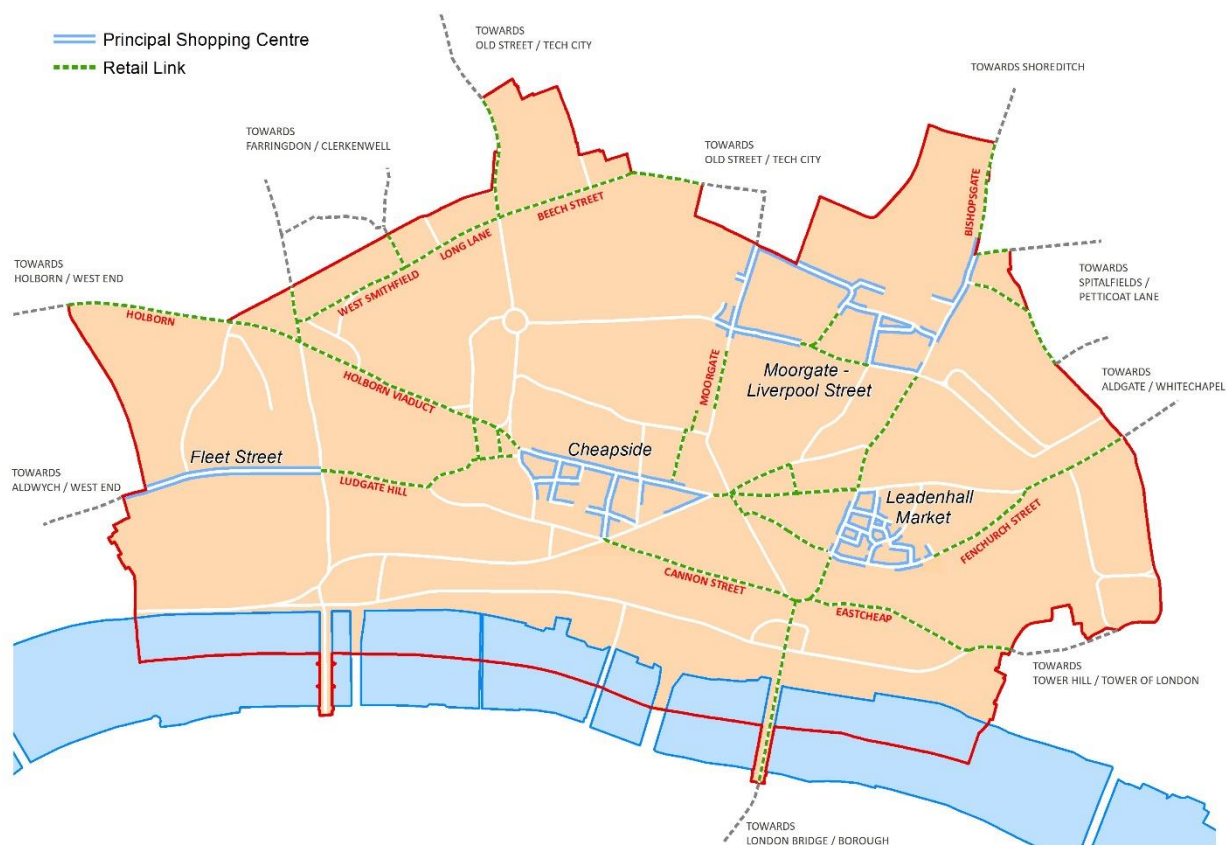 Principal Shopping Centre
Retail Link
TOWARDS
OLD STREET / TECH CITY
TOWARDS SHOREDITCH
TOWARDS
FARRINGDON / CLERKENWELL
TOWARDS
OLD STREET / TECH CITY
BISHOPSGATE
BEECH STREET
LONG LANE
WEST SMITHFIELD
TOWARDS
HOLBORN / WEST END
TOWARDS
SPITALFIELDS /
PETTICOAT LANE
HOLBORN
HOLBORN VIADUCT
MOORGATE
Moorgate -
Liverpool Street
TOWARDS
ALDGATE / WHITECHAPEL
Fleet Street
Cheapside
TOWARDS
ALDWYCH / WEST END
LUDGATE HILL
Leadenhall
Market
FENCHURCH STREET
CANNON STREET
EASTCHEAP
TOWARDS
TOWER HILL / TOWER OF LONDON
TOWARDS
LONDON BRIDGE / BOROUGH